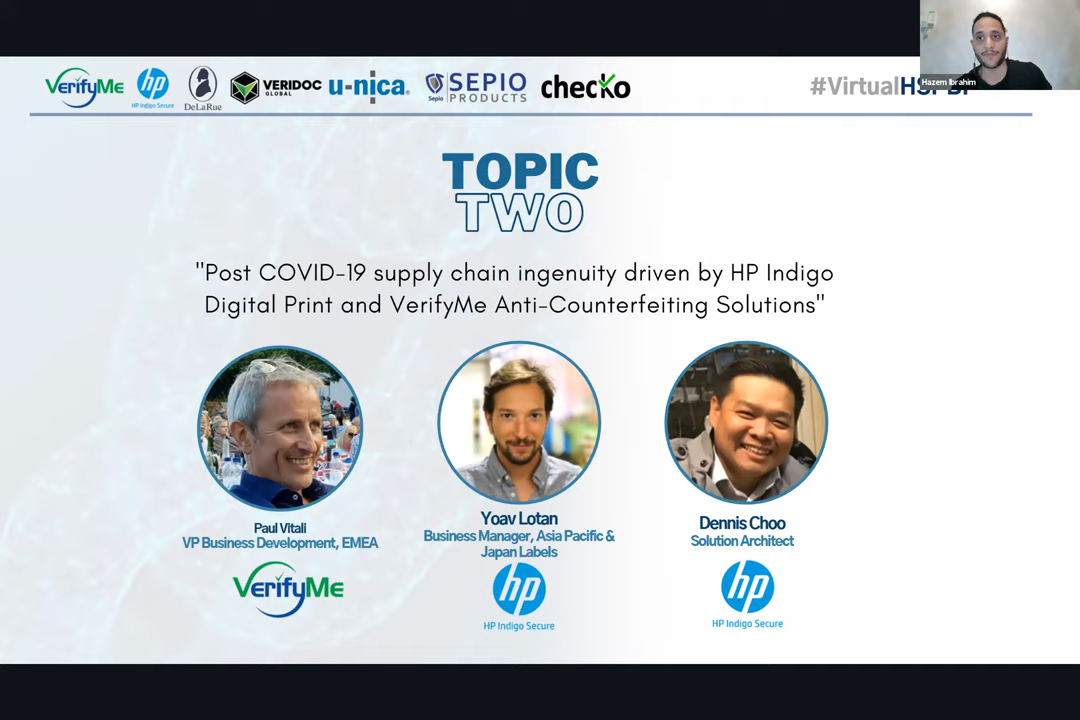 VerifyMe
hp
HP Indigo Secure
DeLaRue
VERIDOC
GLOBAL
u-nica
Sepio
SEPIO
PRODUCTS
checko
Hazem Ibrahim
TOPIC
TWO
"Post COVID-19 supply chain ingenuity driven by HP Indigo
Digital Print and VerifyMe Anti-Counterfeiting Solutions"
Paul Vitali
VP Business Development, EMEA
VerifyMe
Yoav Lotan
Business Manager, Asia Pacific &
Japan Labels
hp
HP Indigo Secure
Dennis Choo
Solution Architect
hp
HP Indigo Secure